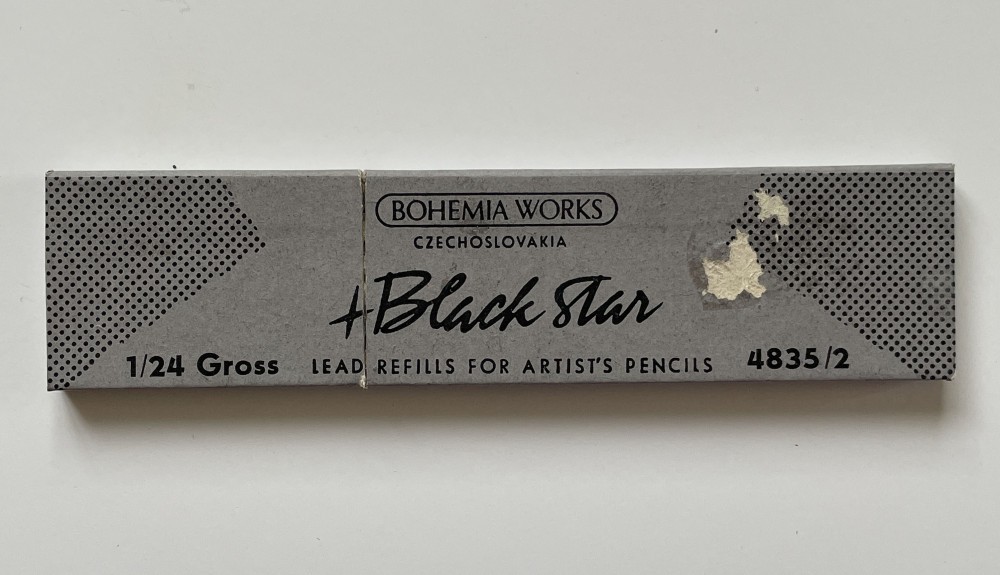 BOHEMIA WORKS
CZECHOSLOVAKIA
Black Star
1/24 Gross LEAD REFILLS FOR ARTIST'S PENCILS 4835/2